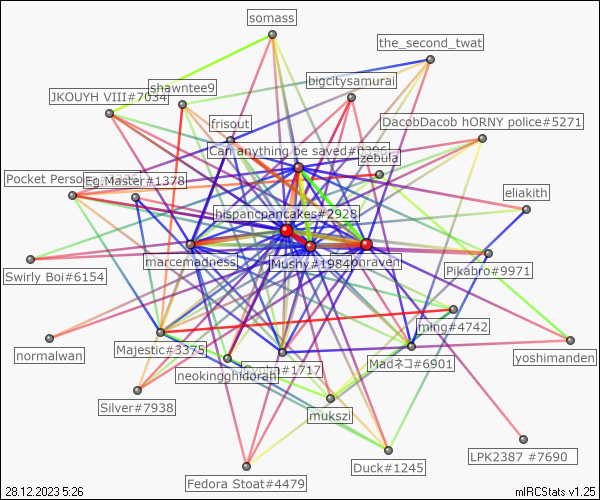 somass
the_second_twat
bigcitysamurai
shawntee9
JKOUYH VIII#7034
frisout
DacobDacob hORNY police#5271
Can anything be saved#0296
zebula
Pocket Person
Eg.Master#1378
eliakith
hispancpancakes#2928
marcemadness
Mushy#1984
onraven
Pikabro#9971
Swirly Boi#6154
ming#4742
normalwan
Majestic#3375
neokingghidorah
#1717
Madネコ#6901
yoshimanden
Silver#7938
mukszi
LPK2387 #7690
Fedora Stoat#4479
Duck#1245
28.12.2023 5:26
mIRCStats v1.25